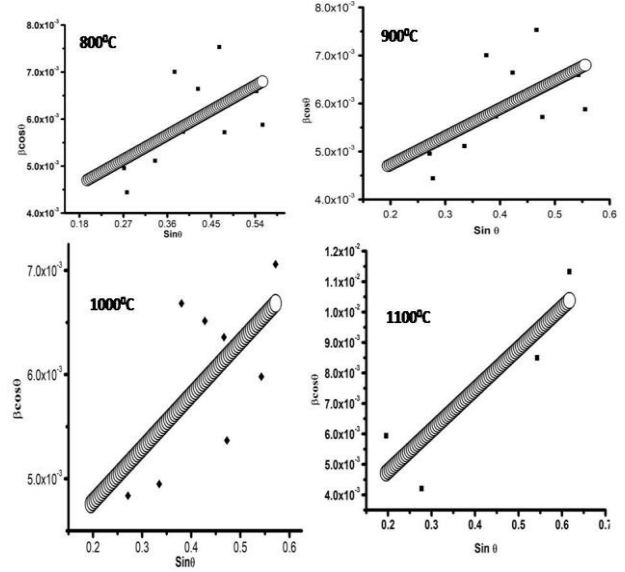 800⁰C
8.0x10⁻³
7.0x10⁻³
6.0x10⁻³
5.0x10⁻³
4.0x10⁻³
βcosθ
0.18 0.27 0.36 0.45 0.54
Sinθ
900⁰C
8.0x10⁻³
7.0x10⁻³
6.0x10⁻³
5.0x10⁻³
4.0x10⁻³
βcosθ
0.2 0.3 0.4 0.5 0.6
Sin θ
1000⁰C
7.0x10⁻³
6.0x10⁻³
5.0x10⁻³
βcosθ
0.2 0.3 0.4 0.5 0.6
Sinθ
1100⁰C
1.2x10⁻²
1.1x10⁻²
1.0x10⁻²
9.0x10⁻³
8.0x10⁻³
7.0x10⁻³
6.0x10⁻³
5.0x10⁻³
4.0x10⁻³
βcosθ
0.2 0.3 0.4 0.5 0.6 0.7
Sin θ